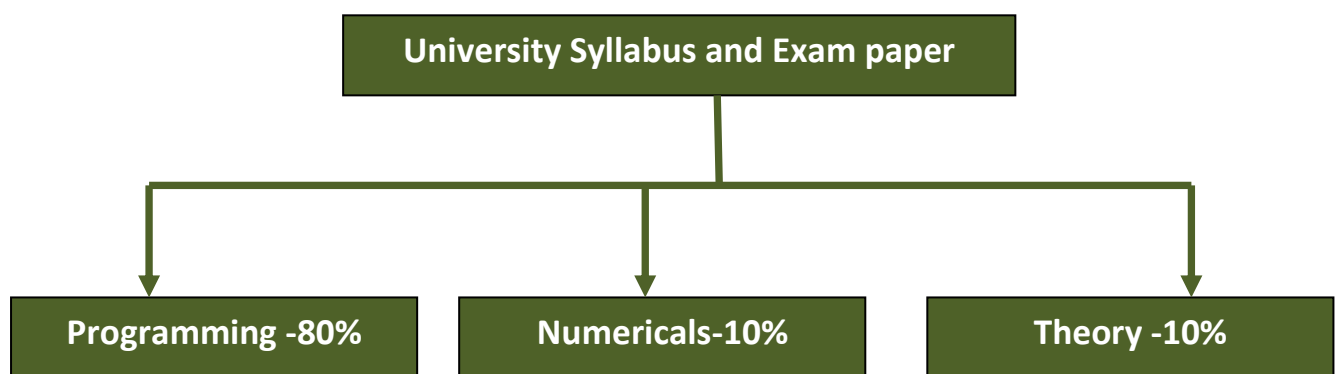 University Syllabus and Exam paper
Programming -80%
Numericals-10%
Theory -10%